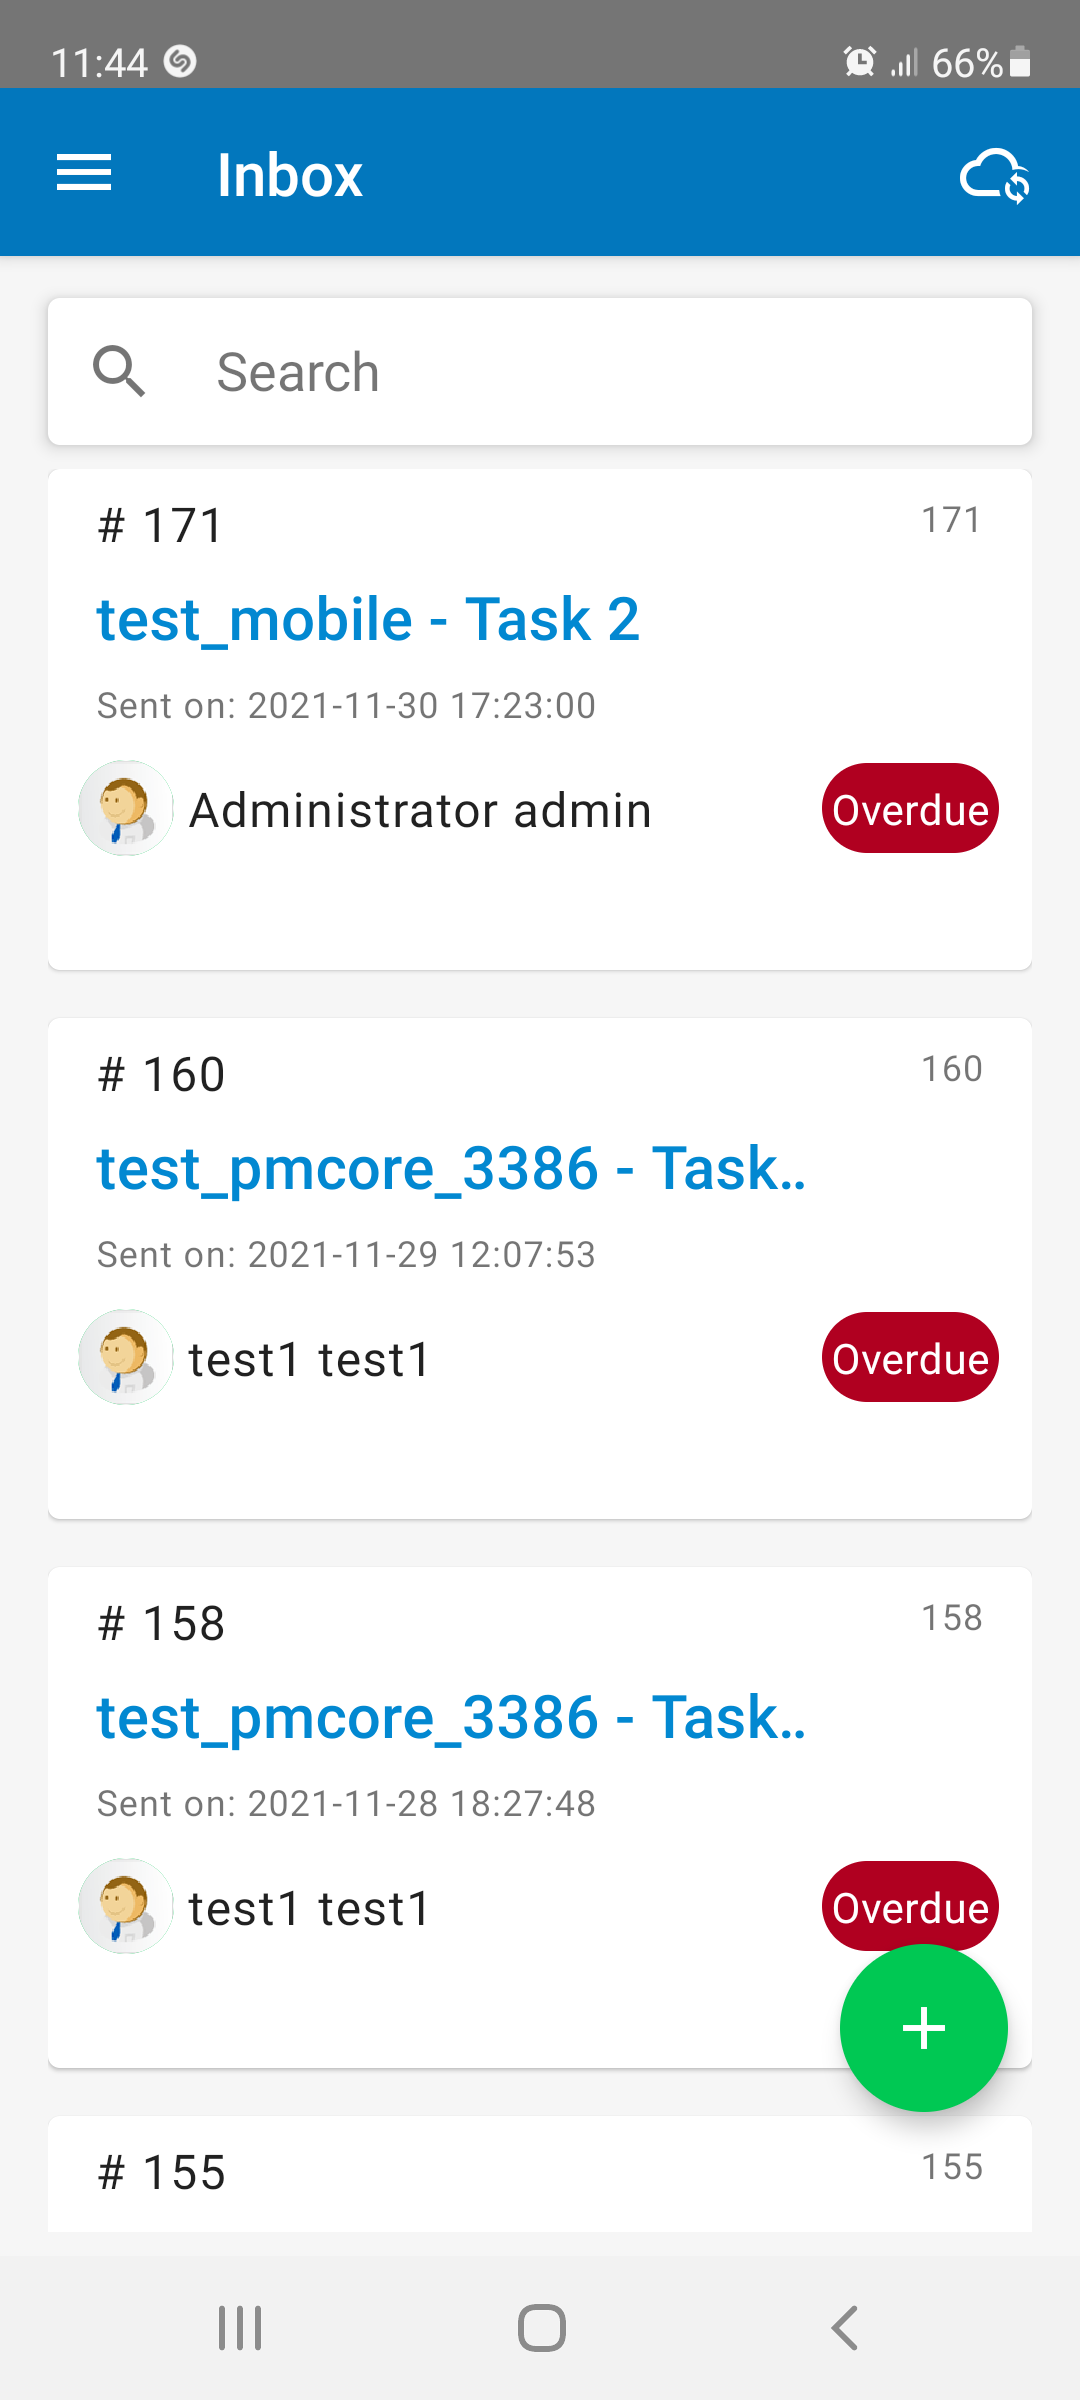 11:44
66%
Inbox
Search
# 171
171
test_mobile - Task 2
Sent on: 2021-11-30 17:23:00
Administrator admin
Overdue
# 160
160
test_pmcore_3386 - Task..
Sent on: 2021-11-29 12:07:53
test1 test1
Overdue
# 158
158
test_pmcore_3386 - Task..
Sent on: 2021-11-28 18:27:48
test1 test1
Overdue
+
# 155
155